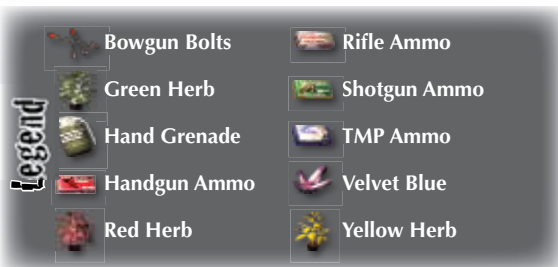 Legend
Bowgun Bolts
Green Herb
Hand Grenade
Handgun Ammo
Red Herb
Rifle Ammo
Shotgun Ammo
TMP Ammo
Velvet Blue
Yellow Herb